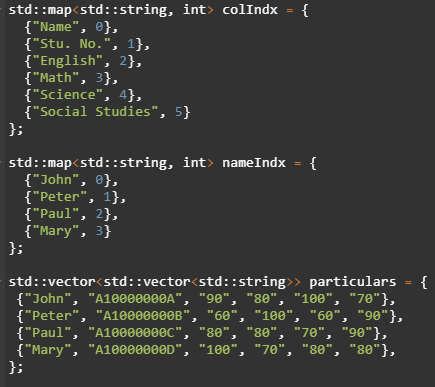 std::map<std::string, int> colIndx = {
{"Name", 0},
{"Stu. No.", 1},
{"English", 2},
{"Math", 3},
{"Science", 4},
{"Social Studies", 5}
};
std::map<std::string, int> nameIndx = {
{"John", 0},
{"Peter", 1},
{"Paul", 2},
{"Mary", 3}
};
std::vector<std::vector<std::string>> particulars = {
{"John", "A10000000A", "90", "80", "100", "70"},
{"Peter", "A10000000B", "60", "100", "60", "90"},
{"Paul", "A10000000C", "80", "80", "70", "90"},
{"Mary", "A10000000D", "100", "70", "80", "80"},
};